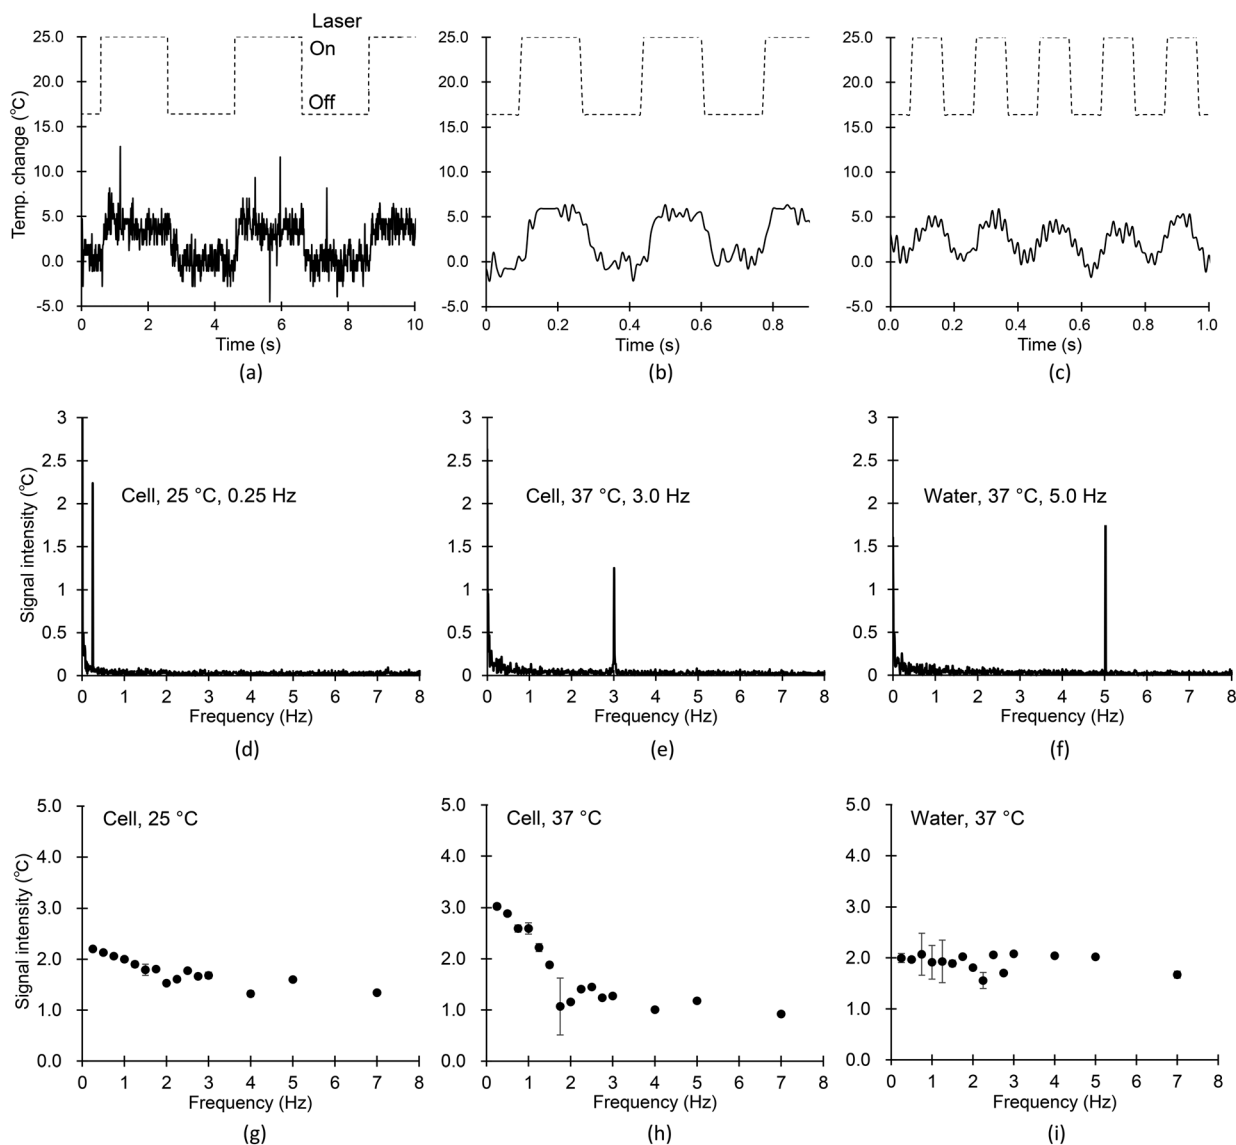 Laser
On
Off
Temp. change (°C)
25.0
20.0
15.0
10.0
5.0
0.0
-5.0
0 2 4 6 8 10
Time (s)
(a)
25.0
20.0
15.0
10.0
5.0
0.0
-5.0
0 0.2 0.4 0.6 0.8
Time (s)
(b)
25.0
20.0
15.0
10.0
5.0
0.0
-5.0
0.0 0.2 0.4 0.6 0.8 1.0
Time (s)
(c)
Signal intensity (°C)
3
2.5
2
1.5
1
0.5
0
Cell, 25 °C, 0.25 Hz
0 1 2 3 4 5 6 7 8
Frequency (Hz)
(d)
3
2.5
2
1.5
1
0.5
0
Cell, 37 °C, 3.0 Hz
0 1 2 3 4 5 6 7 8
Frequency (Hz)
(e)
3
2.5
2
1.5
1
0.5
0
Water, 37 °C, 5.0 Hz
0 1 2 3 4 5 6 7 8
Frequency (Hz)
(f)
Signal intensity (°C)
5.0
4.0
3.0
2.0
1.0
0.0
Cell, 25 °C
0 1 2 3 4 5 6 7 8
Frequency (Hz)
(g)
5.0
4.0
3.0
2.0
1.0
0.0
Cell, 37 °C
0 1 2 3 4 5 6 7 8
Frequency (Hz)
(h)
5.0
4.0
3.0
2.0
1.0
0.0
Water, 37 °C
0 1 2 3 4 5 6 7 8
Frequency (Hz)
(i)